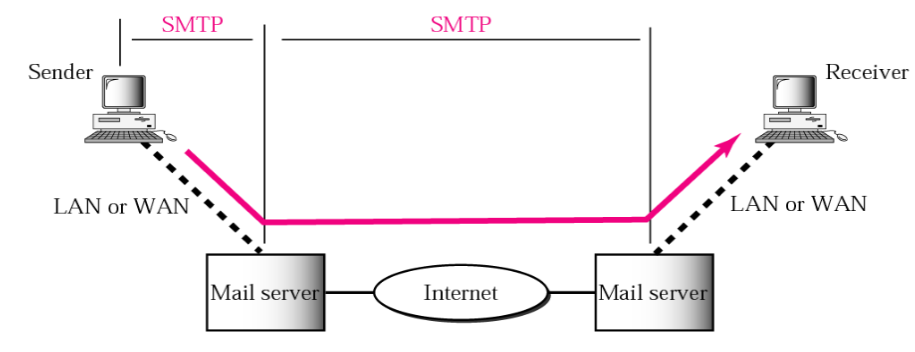 SMTP
SMTP
Sender
Receiver
LAN or WAN
LAN or WAN
Mail server
Internet
Mail server